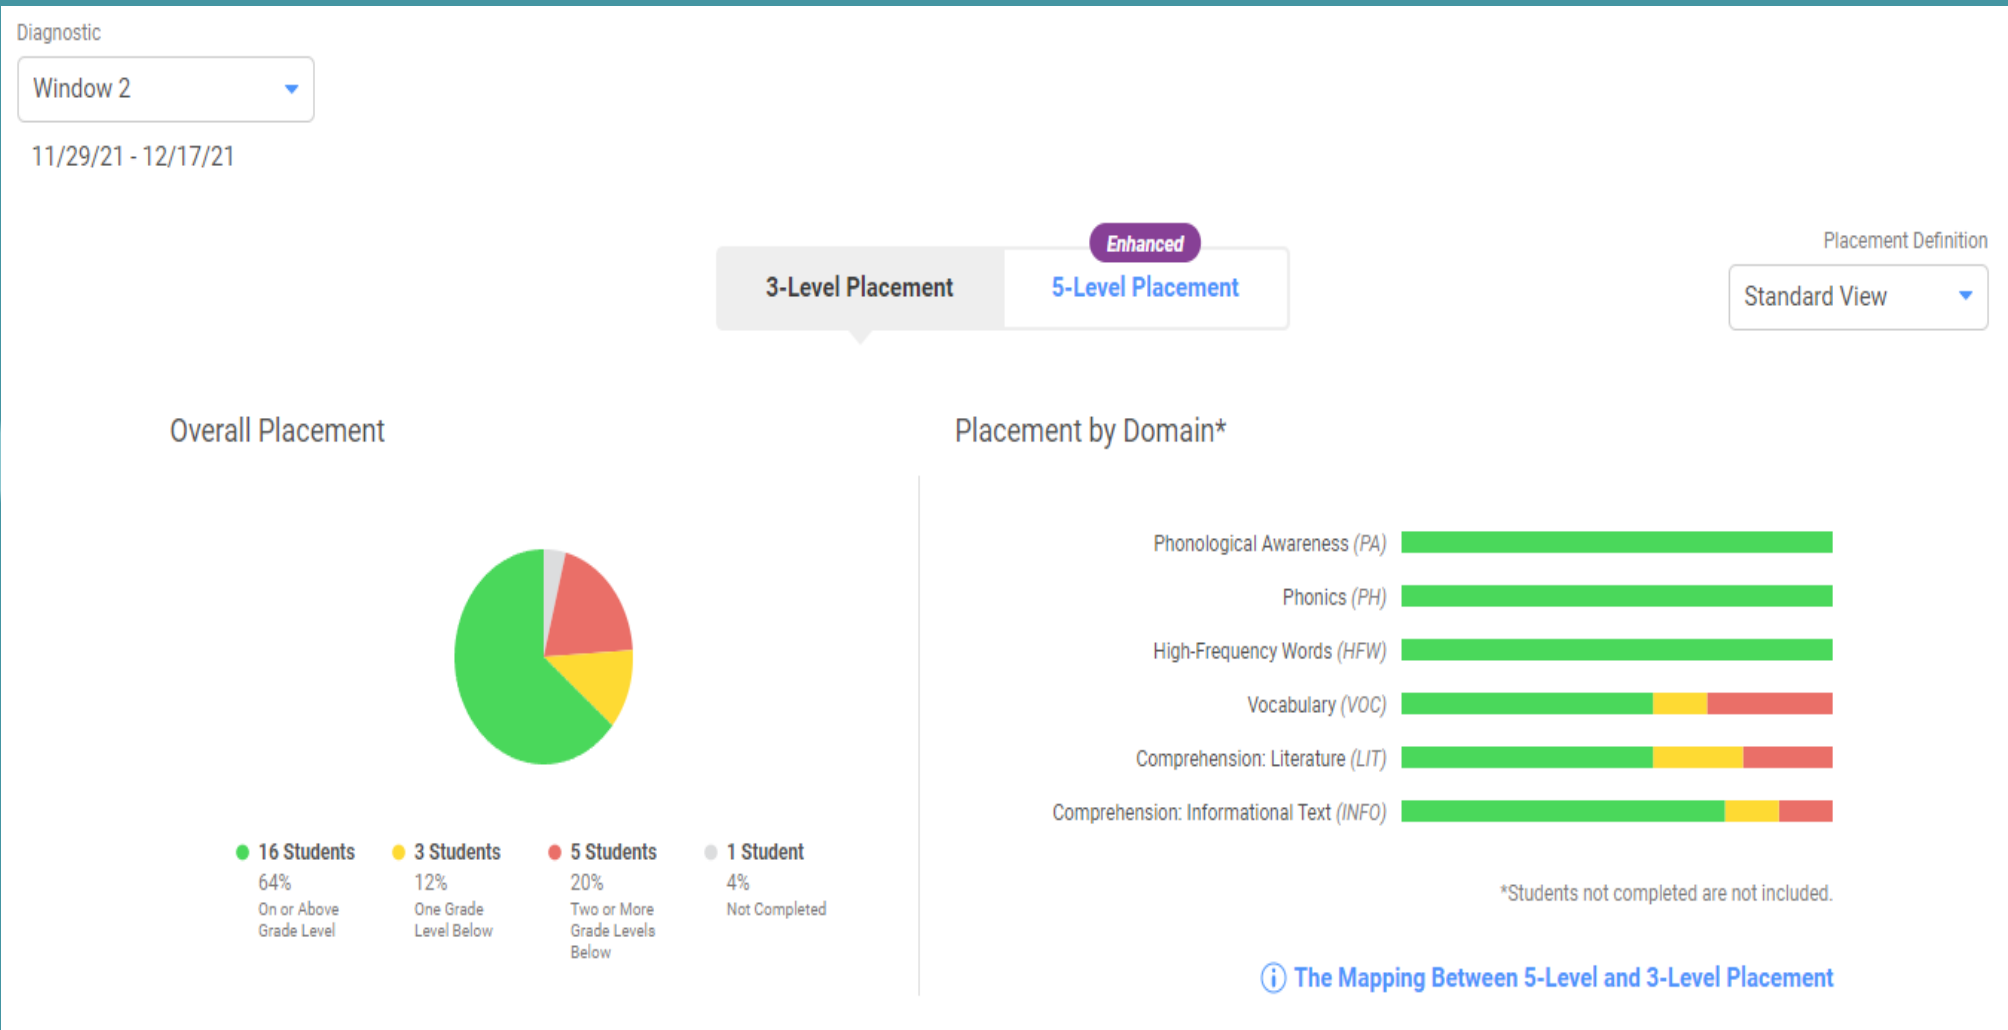 Diagnostic
Window 2
11/29/21 - 12/17/21
Enhanced
3-Level Placement
5-Level Placement
Placement Definition
Standard View
Overall Placement
16 Students
64%
On or Above
Grade Level
3 Students
12%
One Grade
Level Below
5 Students
20%
Two or More
Grade Levels
Below
1 Student
4%
Not Completed
Placement by Domain*
Phonological Awareness (PA)
Phonics (PH)
High-Frequency Words (HFW)
Vocabulary (VOC)
Comprehension: Literature (LIT)
Comprehension: Informational Text (INFO)
*Students not completed are not included.
The Mapping Between 5-Level and 3-Level Placement